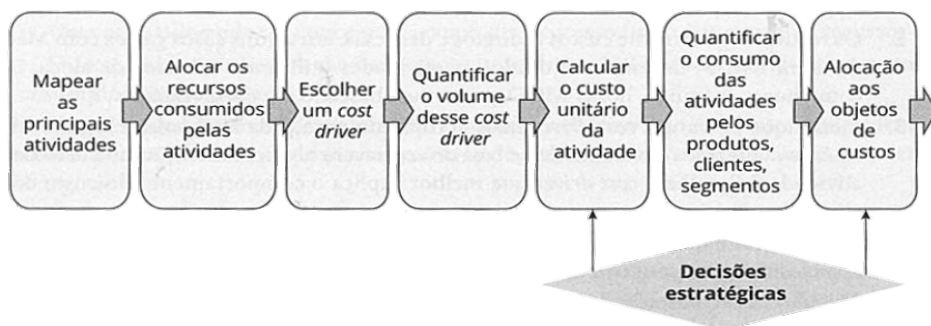 Mapear
as
principais
atividades
Alocar os
recursos
consumidos
pelas
atividades
Escolher
um cost
driver
Quantificar
o volume
desse cost
driver
Calcular
o custo
unitário
da
atividade
Quantificar
o consumo
das
atividades
pelos
produtos,
clientes,
segmentos
Alocação
aos
objetos
de
custos
Decisões
estratégicas